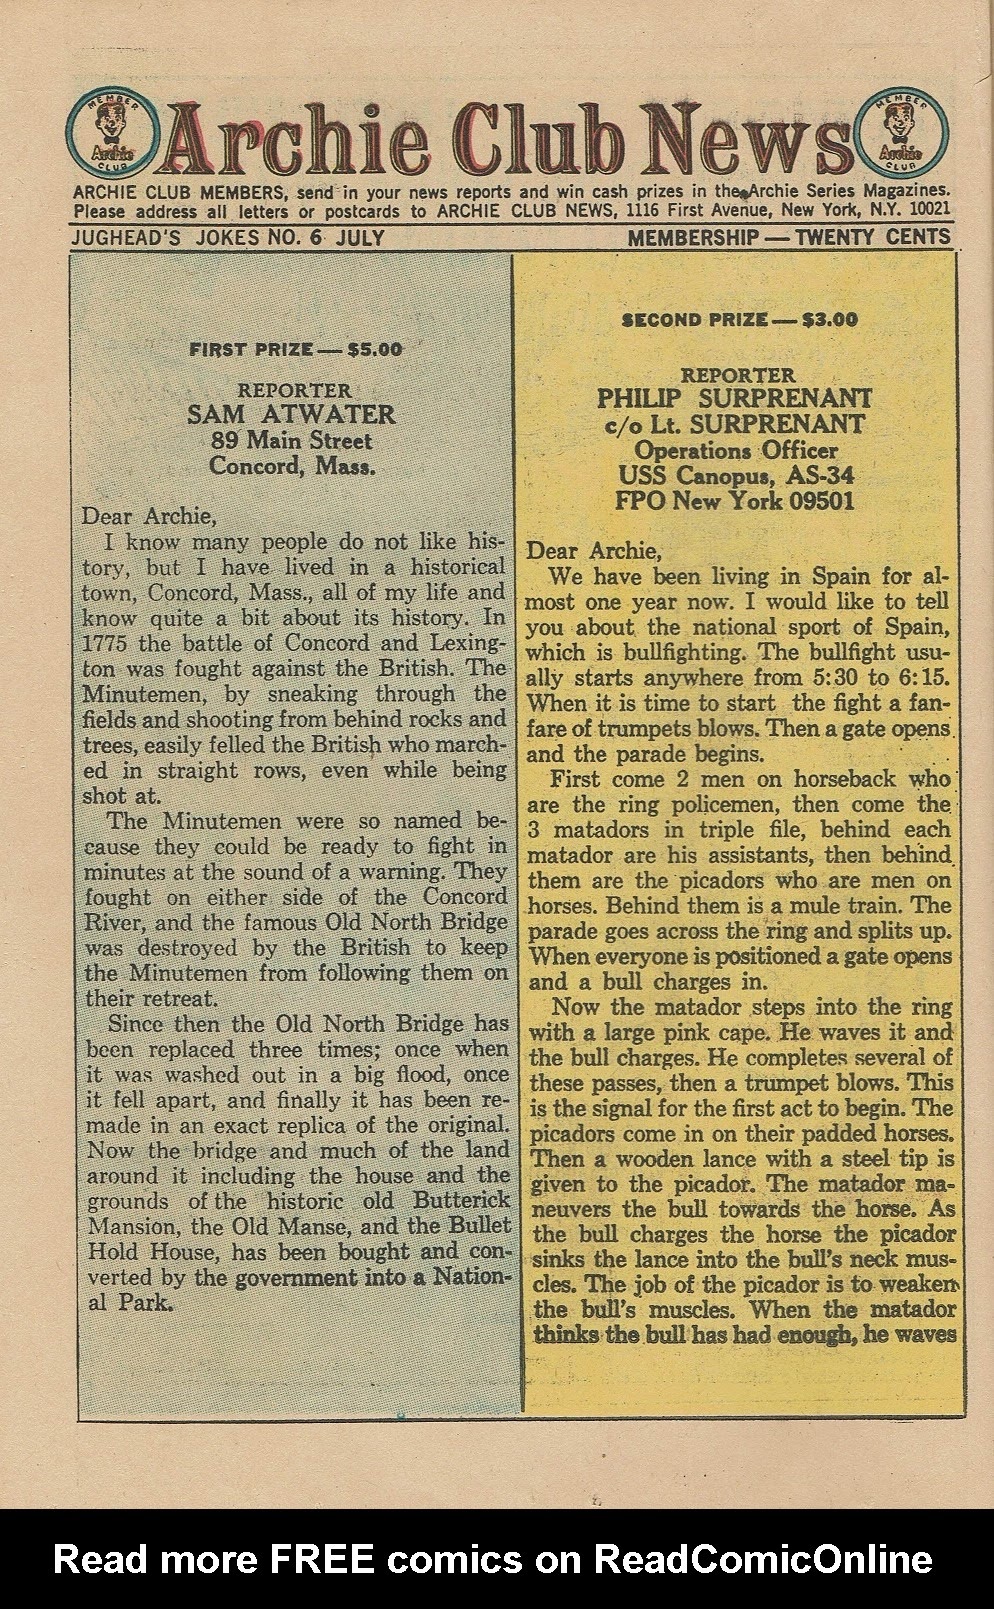 MEMBER
Archie
CLUB
Archie Club News
MEMBER
Archie
CLUB
ARCHIE CLUB MEMBERS, send in your news reports and win cash prizes in the Archie Series Magazines.
Please address all letters or postcards to ARCHIE CLUB NEWS, 1116 First Avenue, New York, N.Y. 10021
JUGHEAD'S JOKES NO. 6 JULY
MEMBERSHIP — TWENTY CENTS
FIRST PRIZE — $5.00
REPORTER
SAM ATWATER
89 Main Street
Concord, Mass.
Dear Archie,
I know many people do not like his-
tory, but I have lived in a historical
town, Concord, Mass., all of my life and
know quite a bit about its history. In
1775 the battle of Concord and Lexing-
ton was fought against the British. The
Minutemen, by sneaking through the
fields and shooting from behind rocks and
trees, easily felled the British who march-
ed in straight rows, even while being
shot at.
The Minutemen were so named be-
cause they could be ready to fight in
minutes at the sound of a warning. They
fought on either side of the Concord
River, and the famous Old North Bridge
was destroyed by the British to keep
the Minutemen from following them on
their retreat.
Since then the Old North Bridge has
been replaced three times; once when
it was washed out in a big flood, once
it fell apart, and finally it has been re-
made in an exact replica of the original.
Now the bridge and much of the land
around it including the house and the
grounds of the historic old Butterick
Mansion, the Old Manse, and the Bullet
Hold House, has been bought and con-
verted by the government into a Nation-
al Park.
SECOND PRIZE — $3.00
REPORTER
PHILIP SURPRENANT
c/o Lt. SURPRENANT
Operations Officer
USS Canopus, AS-34
FPO New York 09501
Dear Archie,
We have been living in Spain for al-
most one year now. I would like to tell
you about the national sport of Spain,
which is bullfighting. The bullfight usu-
ally starts anywhere from 5:30 to 6:15.
When it is time to start the fight a fan-
fare of trumpets blows. Then a gate opens
and the parade begins.
First come 2 men on horseback who
are the ring policemen, then come the
3 matadors in triple file, behind each
matador are his assistants, then behind
them are the picadors who are men on
horses. Behind them is a mule train. The
parade goes across the ring and splits up.
When everyone is positioned a gate opens
and a bull charges in.
Now the matador steps into the ring
with a large pink cape. He waves it and
the bull charges. He completes several of
these passes, then a trumpet blows. This
is the signal for the first act to begin. The
picadors come in on their padded horses.
Then a wooden lance with a steel tip is
given to the picador. The matador ma-
neuvers the bull towards the horse. As
the bull charges the horse the picador
sinks the lance into the bull's neck mus-
cles. The job of the picador is to weaken
the bull's muscles. When the matador
thinks the bull has had enough, he waves
Read more FREE comics on ReadComicOnline